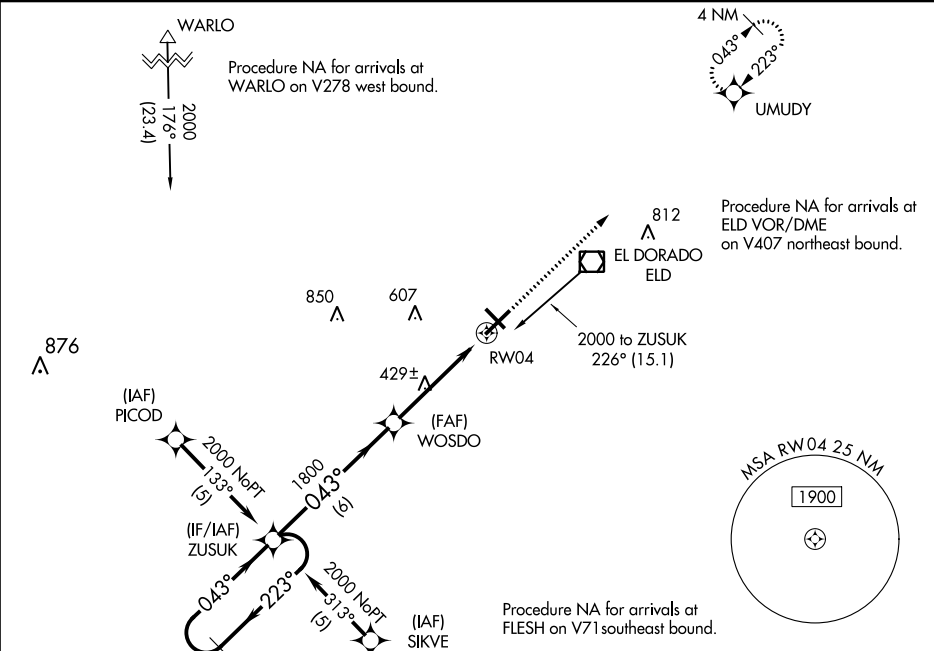 WARLO
Procedure NA for arrivals at
WARLO on V278 west bound.
2000
176°
(23.4)
4 NM
043°
223°
UMUDY
Procedure NA for arrivals at
ELD VOR/DME
on V407 northeast bound.
812
EL DORADO
ELD
850
607
RW04
2000 to ZUSUK
226° (15.1)
876
429±
(IAF)
PICOD
(FAF)
WOSDO
2000 NoPT
133°
(5)
1800
043°
(6)
MSA RW04 25 NM
1900
(IF/IAF)
ZUSUK
043°
223°
2000 NoPT
313°
(5)
(IAF)
SIKVE
Procedure NA for arrivals at
FLESH on V71southeast bound.